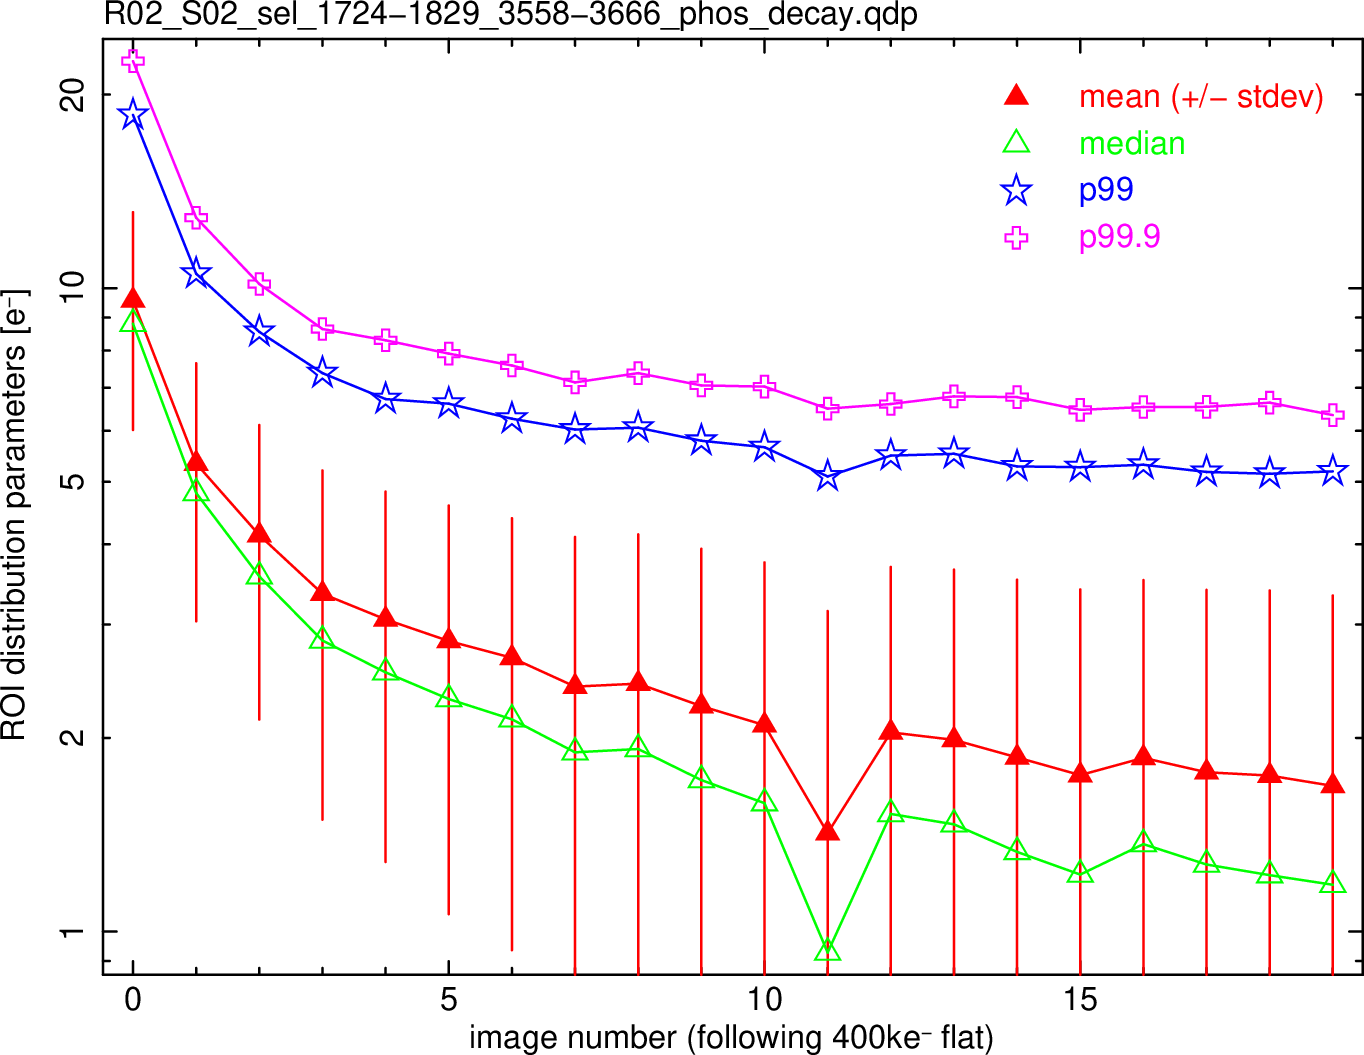 R02_S02_sel_1724−1829_3558−3666_phos_decay.qdp
mean (+/− stdev)
median
p99
p99.9
20
10
5
2
1
ROI distribution parameters [e⁻]
0 5 10 15
image number (following 400ke⁻ flat)